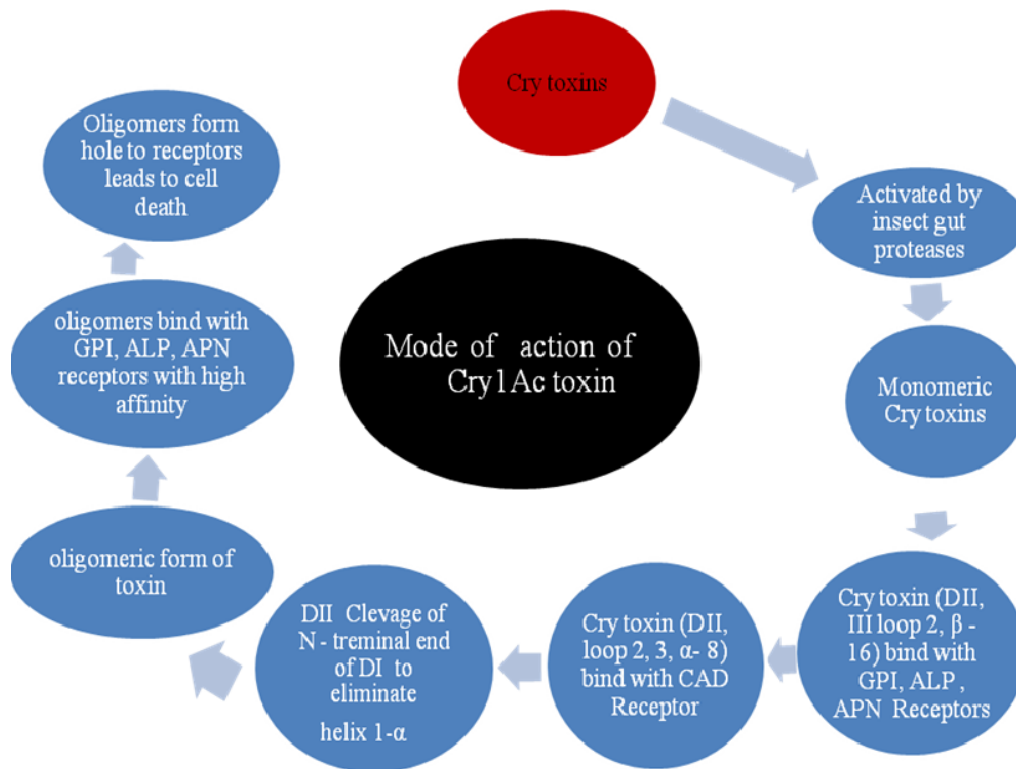 Cry toxins
Activated by
insect gut
proteases
Monomeric
Cry toxins
Cry toxin (DII,
III loop 2, β -
16) bind with
GPI, ALP ,
APN Receptors
Cry toxin (DII,
loop 2, 3, α- 8)
bind with CAD
Receptor
DII Clevage of
N - treminal end
of DI to
eliminate
helix 1-α
oligomeric form of
toxin
oligomers bind with
GPI, ALP, APN
receptors with high
affinity
Oligomers form
hole to receptors
leads to cell
death
Mode of action of
Cry1Ac toxin